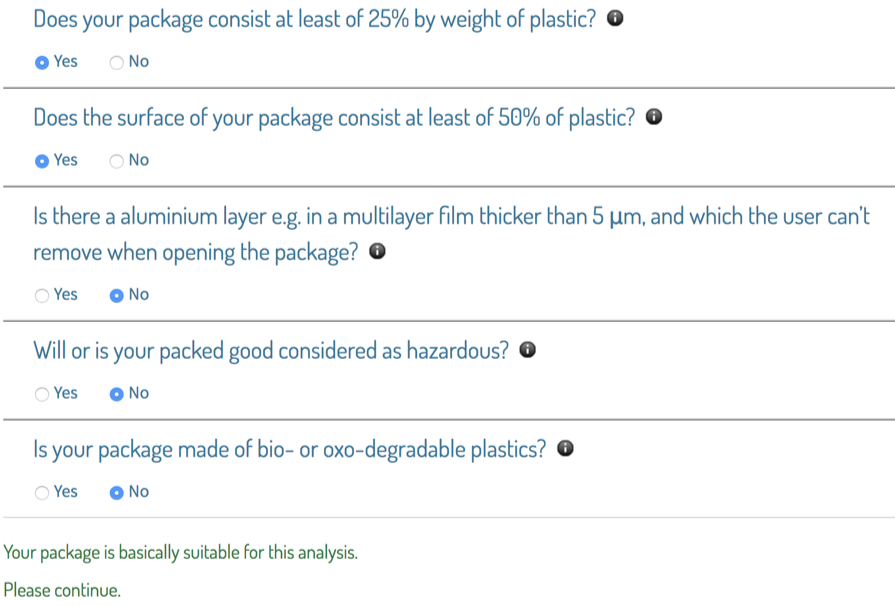 Does your package consist at least of 25% by weight of plastic?
Yes No
Does the surface of your package consist at least of 50% of plastic?
Yes No
Is there a aluminium layer e.g. in a multilayer film thicker than 5 µm, and which the user can't
remove when opening the package?
Yes No
Will or is your packed good considered as hazardous?
Yes No
Is your package made of bio- or oxo-degradable plastics?
Yes No
Your package is basically suitable for this analysis.
Please continue.